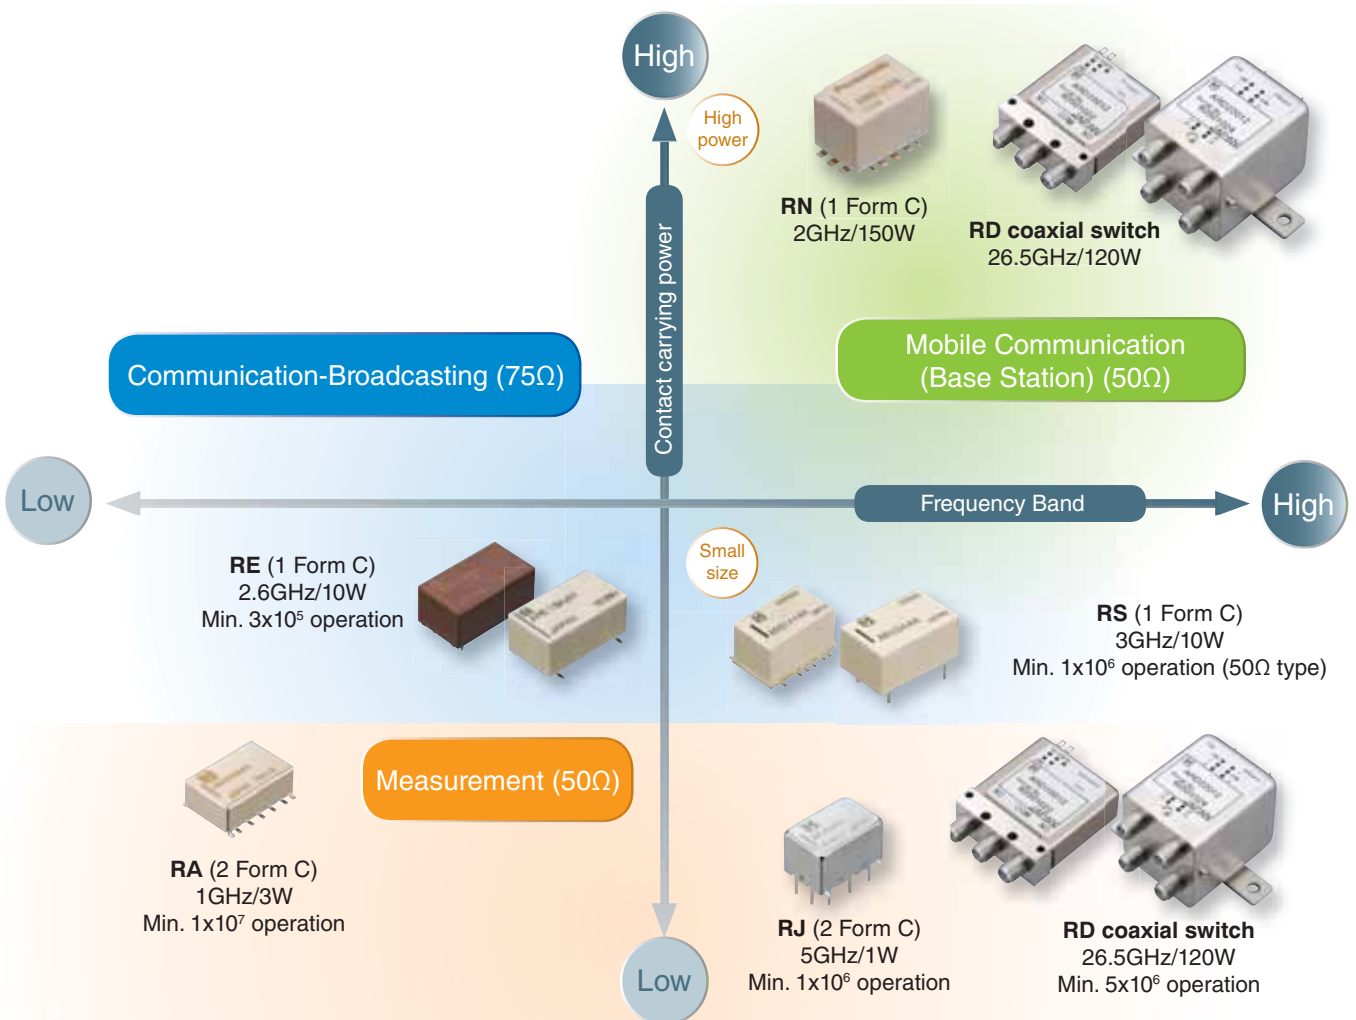 High
High
power
RN (1 Form C)
2GHz/150W
RD coaxial switch
26.5GHz/120W
Contact carrying power
Communication-Broadcasting (75Ω)
Mobile Communication
(Base Station) (50Ω)
Low
Frequency Band
High
Small
size
RE (1 Form C)
2.6GHz/10W
Min. 3x10⁵ operation
RS (1 Form C)
3GHz/10W
Min. 1x10⁶ operation (50Ω type)
Measurement (50Ω)
RA (2 Form C)
1GHz/3W
Min. 1x10⁷ operation
RJ (2 Form C)
5GHz/1W
Min. 1x10⁶ operation
RD coaxial switch
26.5GHz/120W
Min. 5x10⁶ operation
Low
2